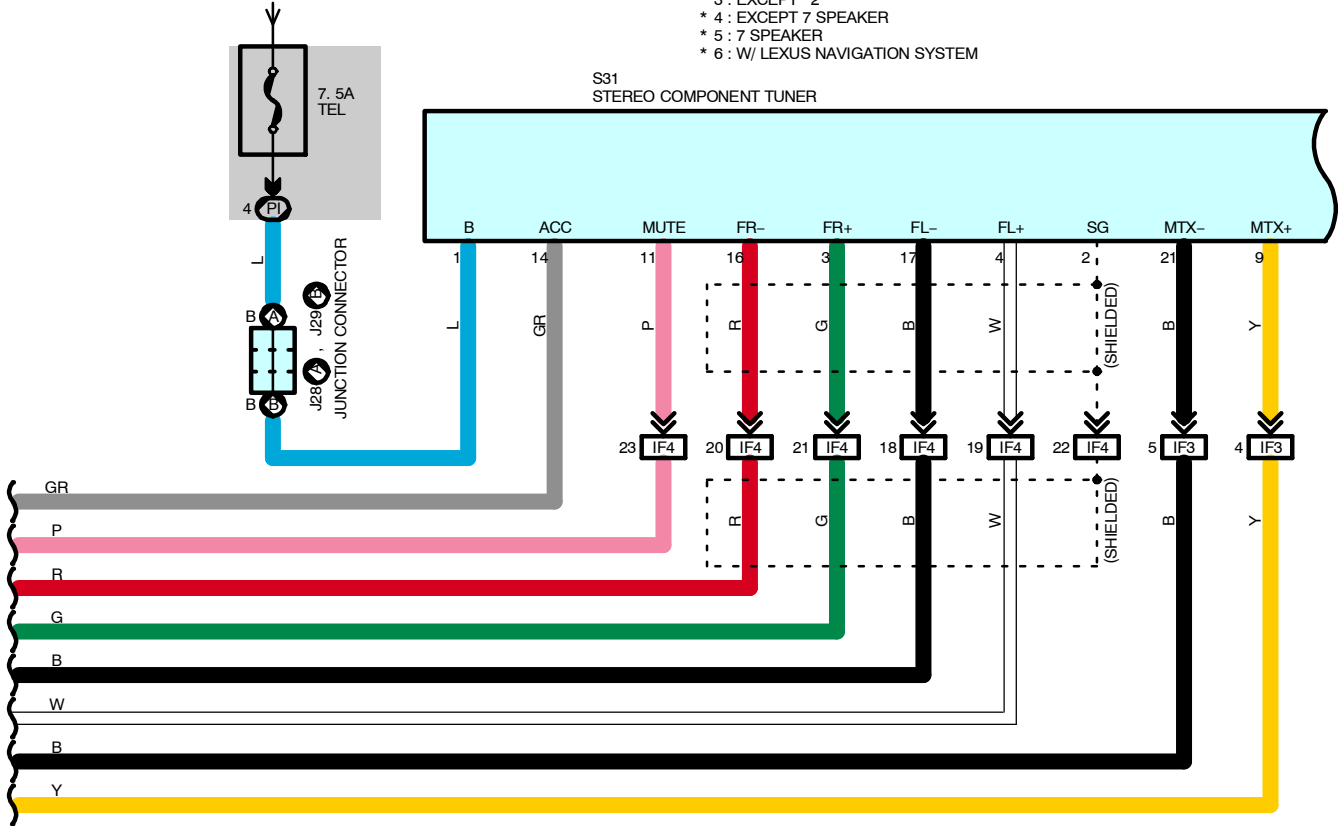 * 3 : EXCEPT * 2
* 4 : EXCEPT 7 SPEAKER
* 5 : 7 SPEAKER
* 6 : W/ LEXUS NAVIGATION SYSTEM
S31
STEREO COMPONENT TUNER
7. 5A
TEL
4 PI
B ACC MUTE FR– FR+ FL– FL+ SG MTX– MTX+
1 14 11 16 3 17 4 2 21 9
L
B A
B B
J28 A , J29 B
JUNCTION CONNECTOR
L GR P R G B W (SHIELDED) B Y
23 IF4 20 IF4 21 IF4 18 IF4 19 IF4 22 IF4 5 IF3 4 IF3
R G B W (SHIELDED) B Y
GR
P
R
G
B
W
B
Y